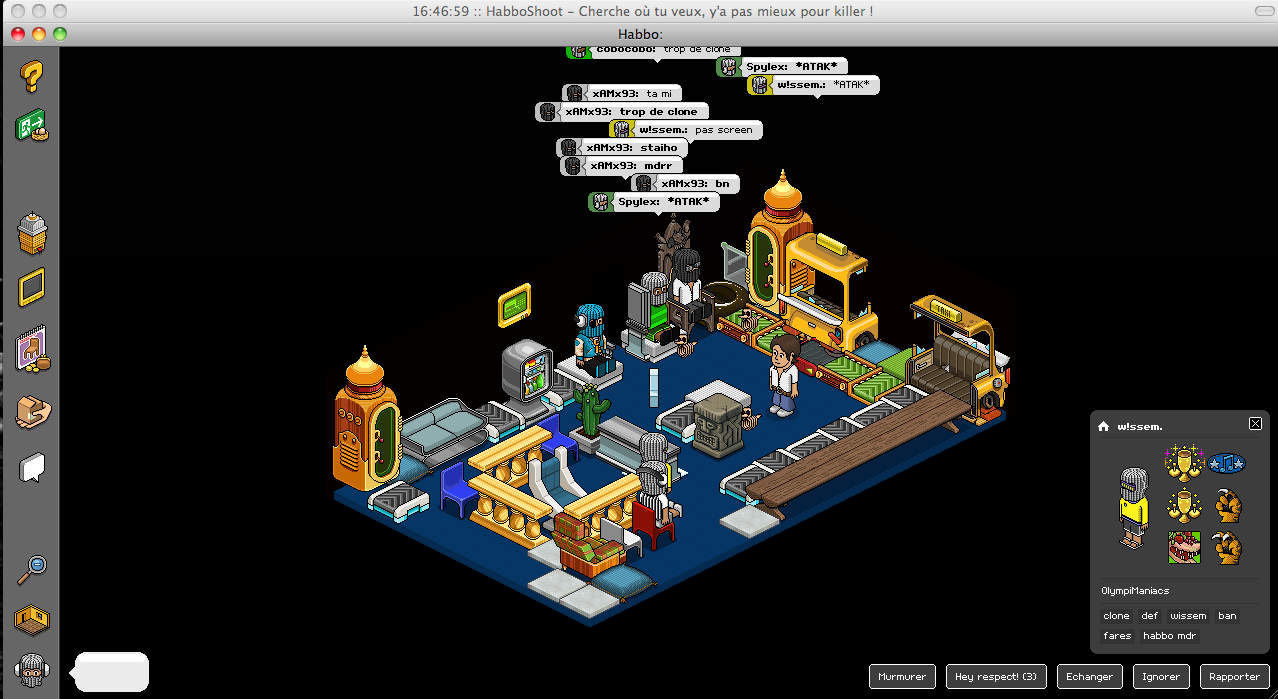 16:46:59 :: HabboShoot - Cherche où tu veux, y'a pas mieux pour killer !
Habbo:
cobocobo: trop de clone
Spylex: *ATAK*
w!ssem.: *ATAK*
xAMx93: ta mi
xAMx93: trop de clone
w!ssem.: pas screen
xAMx93: staiho
xAMx93: mdrr
xAMx93: bn
Spylex: *ATAK*
w!ssem.
OlympiManiacs
clone def wissem ban
fares habbo mdr
Murmurer Hey respect! (3) Echanger Ignorer Rapporter